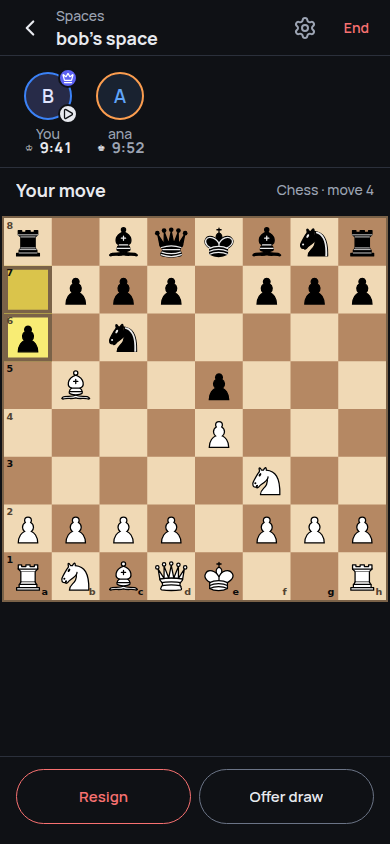 Spaces
bob's space
End
B
A
You
ana
9:41
9:52
Your move
Chess · move 4
8
7
6
5
4
3
2
1
a
b
c
d
e
f
g
h
Resign
Offer draw